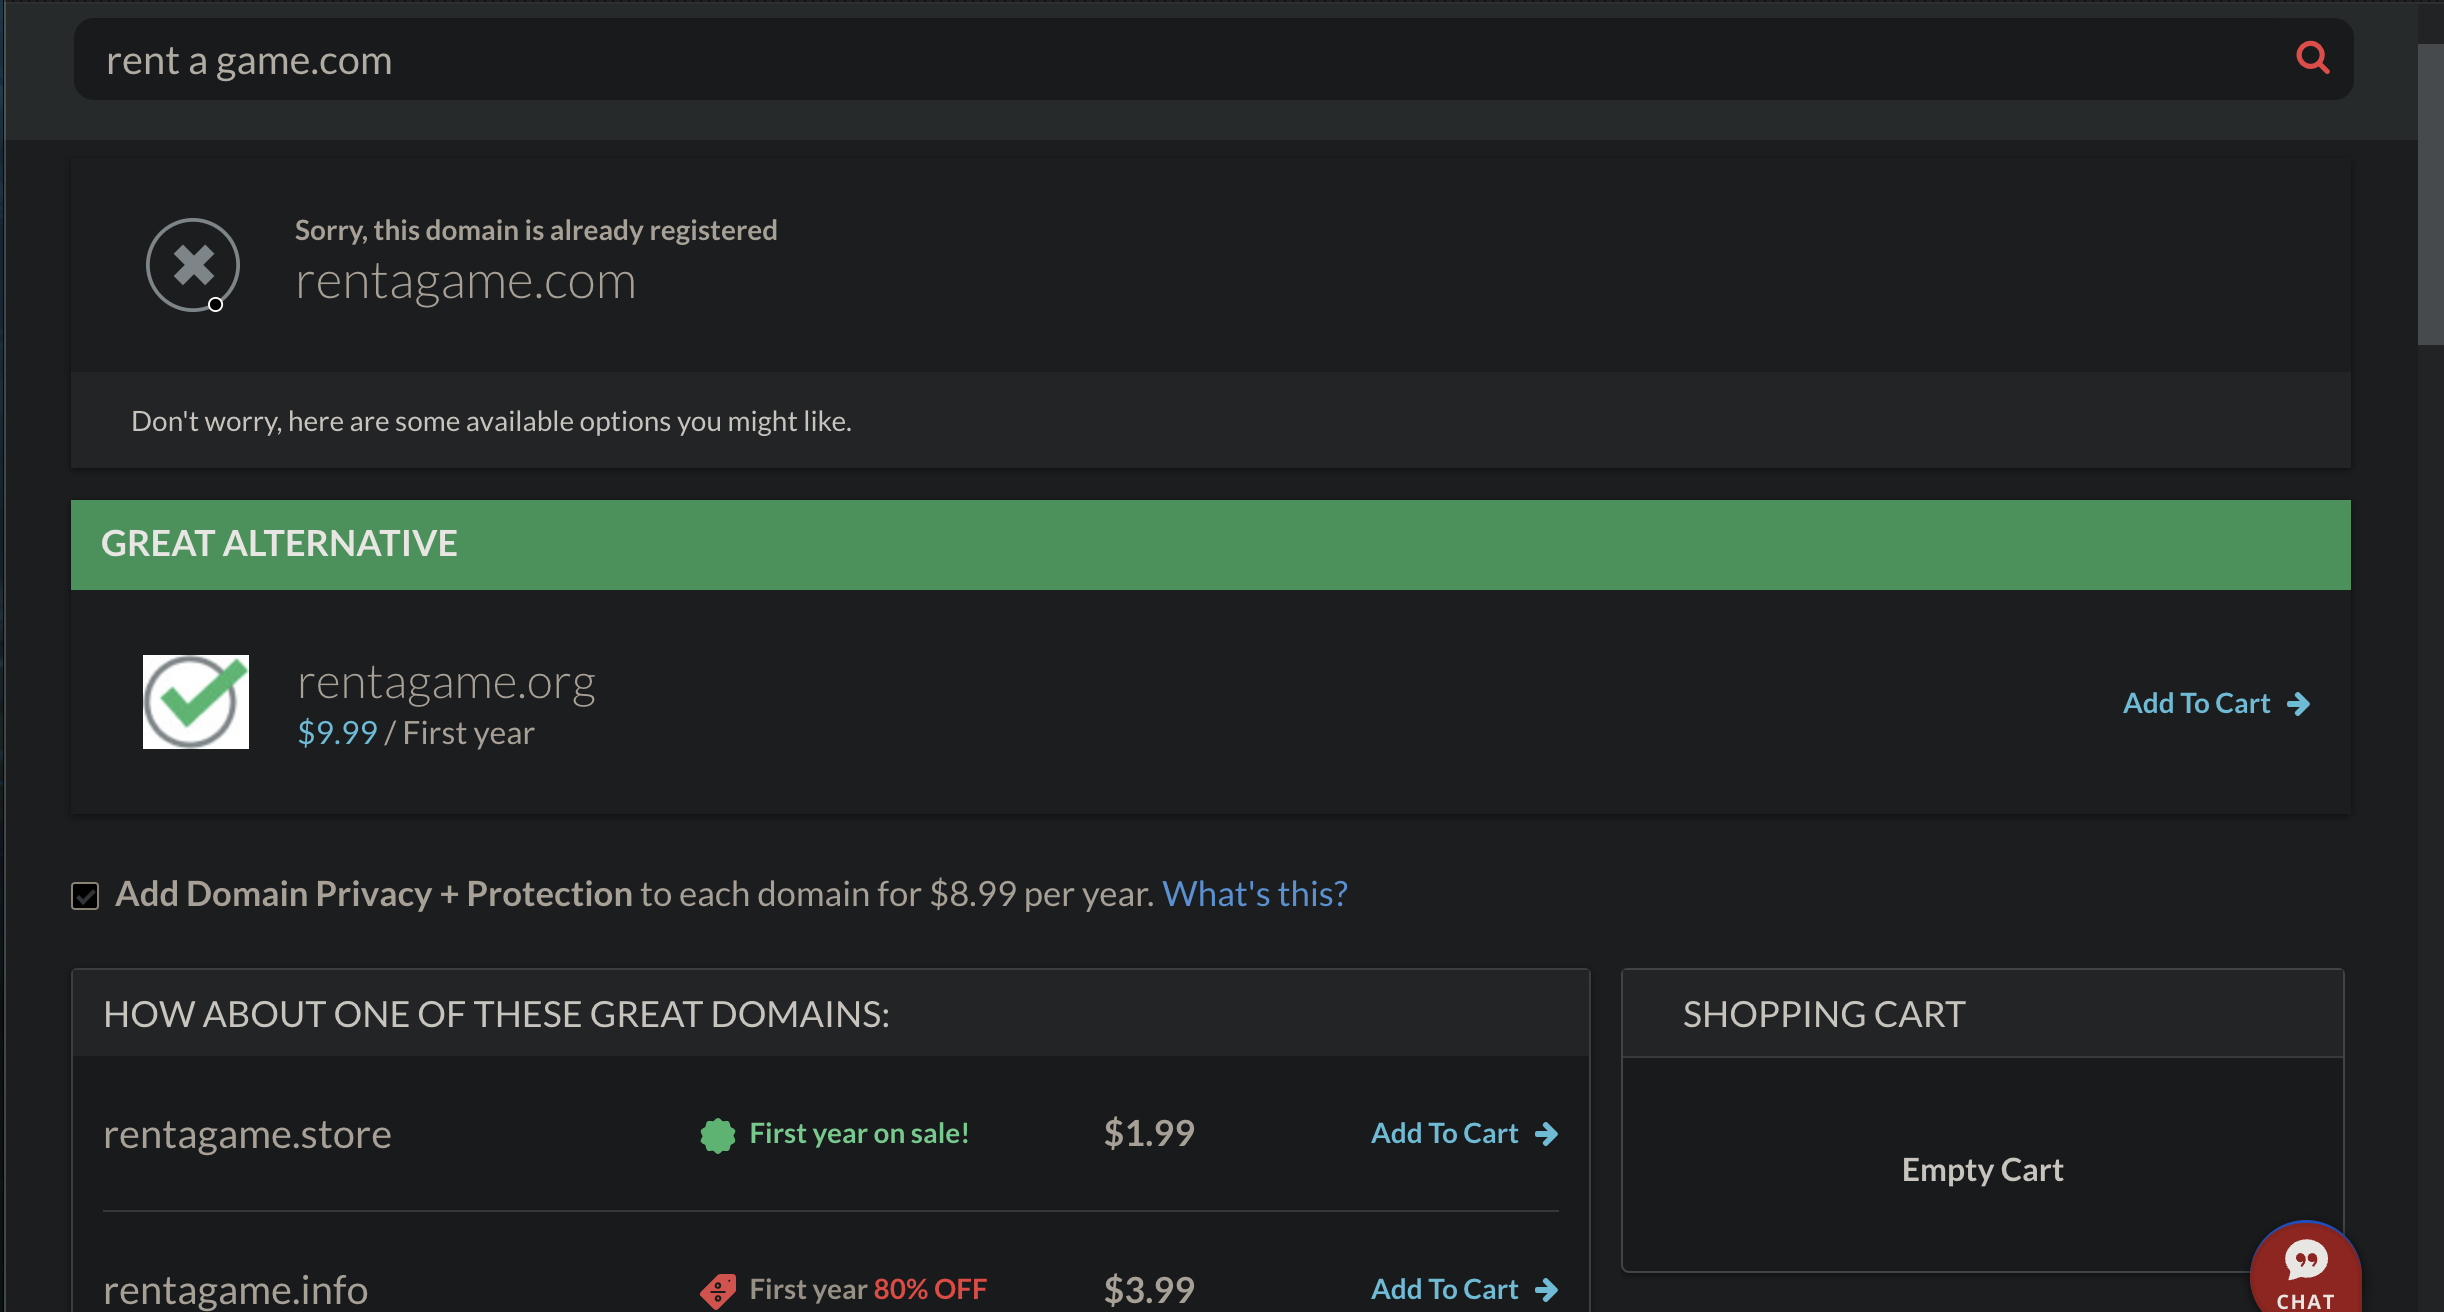 rent a game.com
Sorry, this domain is already registered
rentagame.com
Don't worry, here are some available options you might like.
GREAT ALTERNATIVE
rentagame.org
$9.99 / First year
Add To Cart
Add Domain Privacy + Protection to each domain for $8.99 per year. What's this?
HOW ABOUT ONE OF THESE GREAT DOMAINS:
rentagame.store First year on sale! $1.99 Add To Cart
rentagame.info First year 80% OFF $3.99 Add To Cart
SHOPPING CART
Empty Cart
CHAT